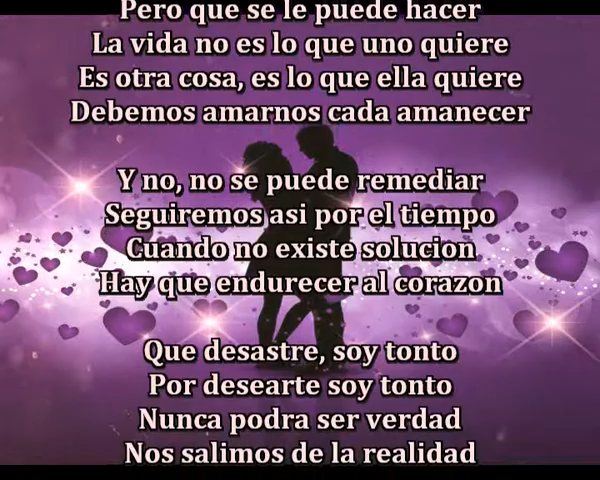 Pero que se le puede hacer
La vida no es lo que uno quiere
Es otra cosa, es lo que ella quiere
Debemos amarnos cada amanecer
Y no, no se puede remediar
Seguiremos asi por el tiempo
Cuando no existe solucion
Hay que endurecer al corazon
Que desastre, soy tonto
Por desearte soy tonto
Nunca podra ser verdad
Nos salimos de la realidad